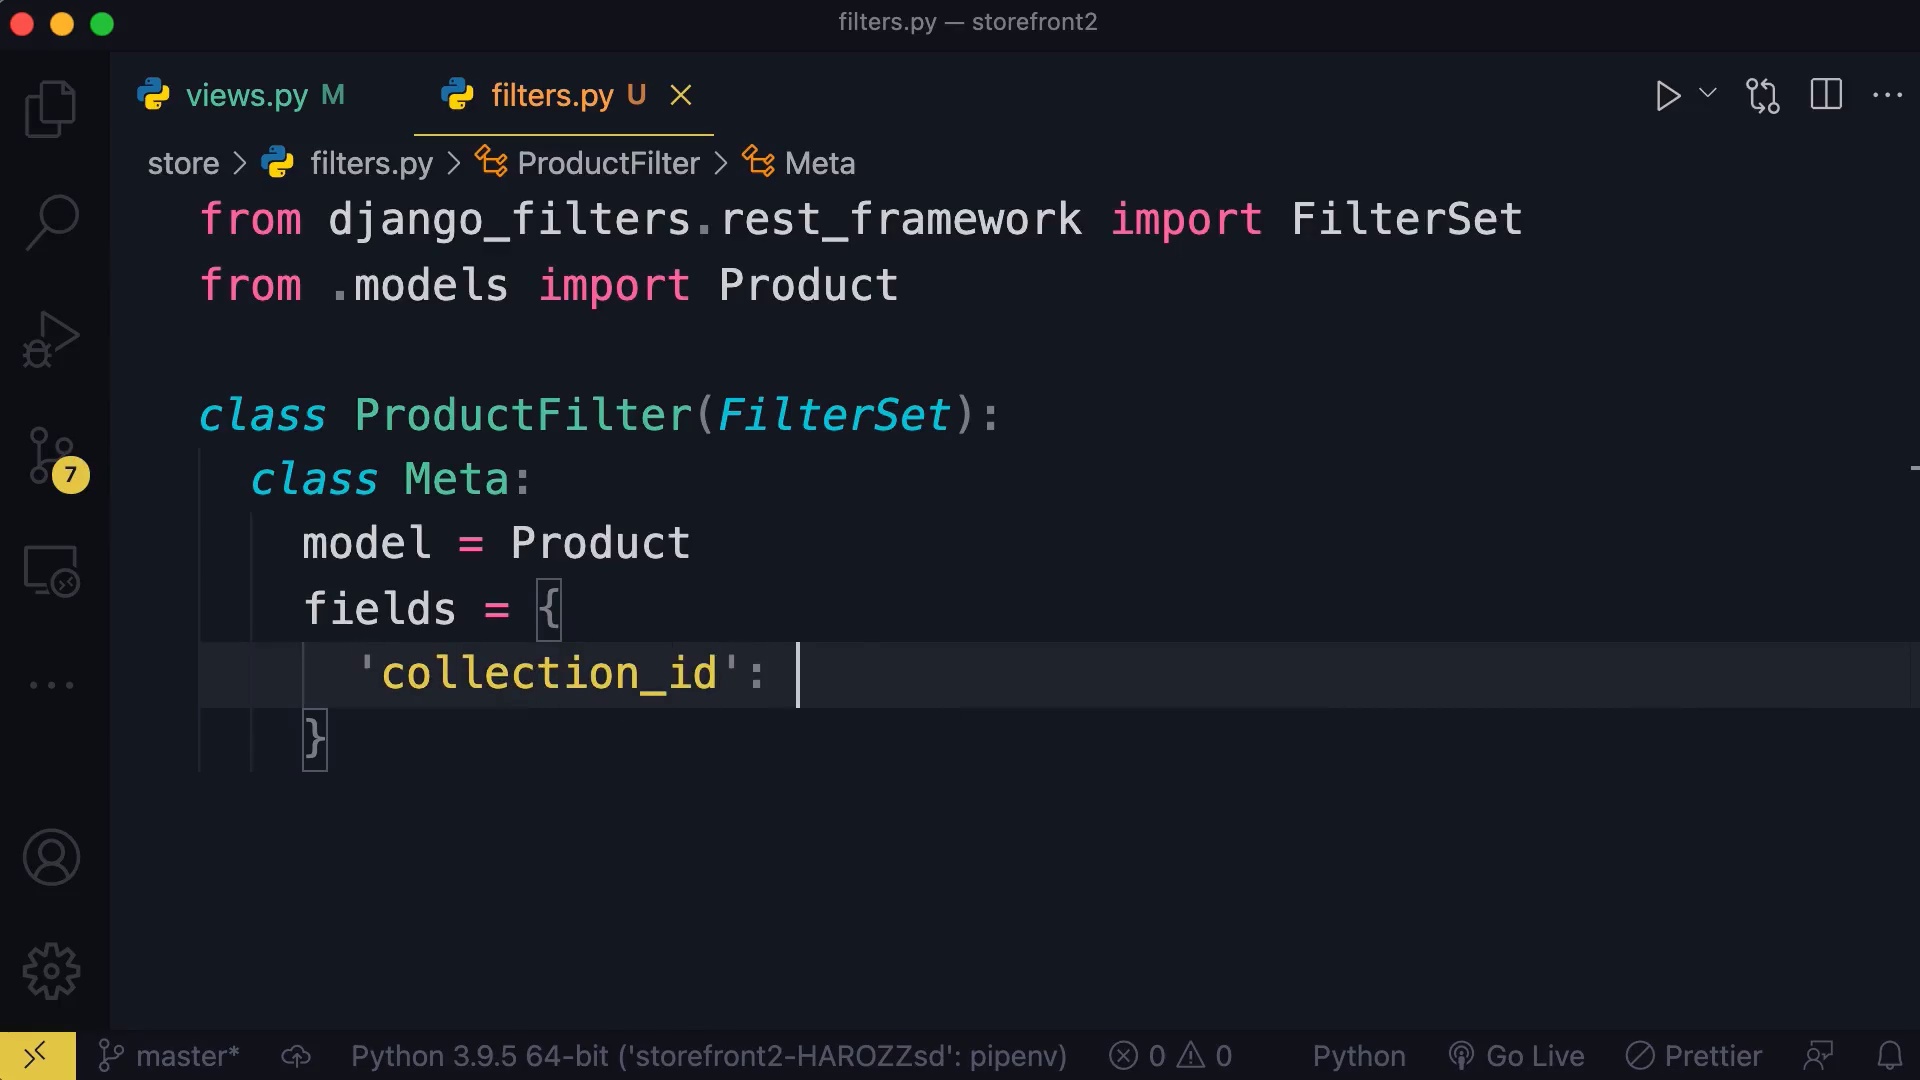 filters.py — storefront2
views.py M filters.py U
store > filters.py > ProductFilter > Meta
from django_filters.rest_framework import FilterSet
from .models import Product
class ProductFilter(FilterSet):
class Meta:
model = Product
fields = {
'collection_id':
}
7
master* Python 3.9.5 64-bit ('storefront2-HAROZZsd': pipenv) 0 0 Python Go Live Prettier